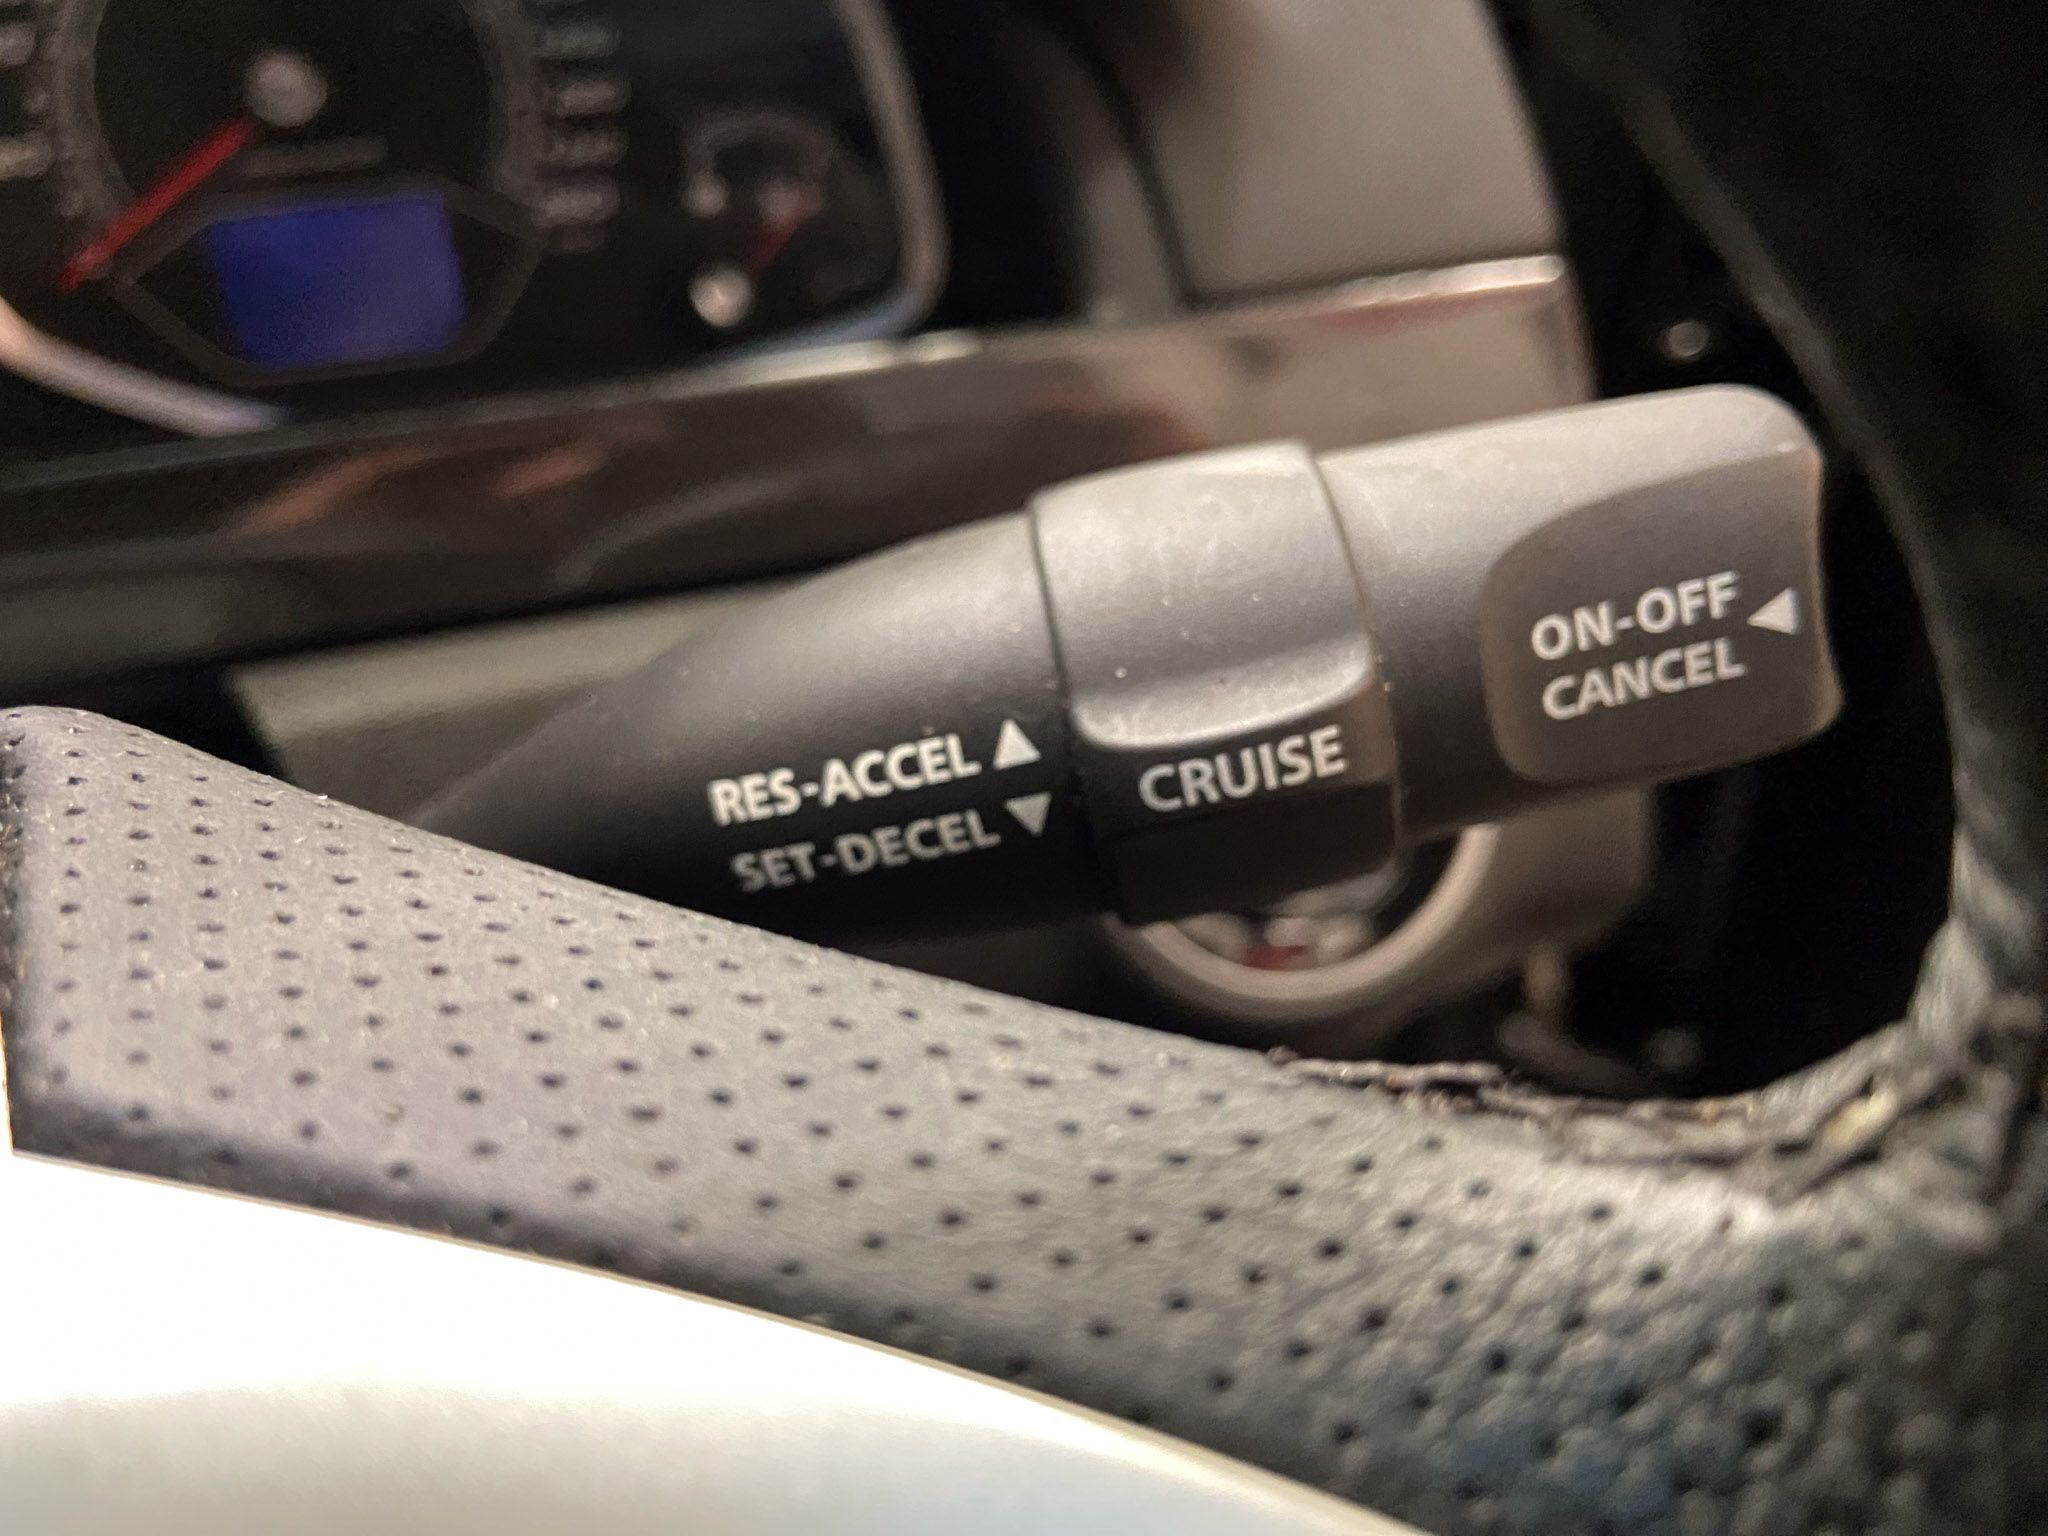 RES-ACCEL ▲
SET-DECEL ▼
CRUISE
ON-OFF ◀
CANCEL